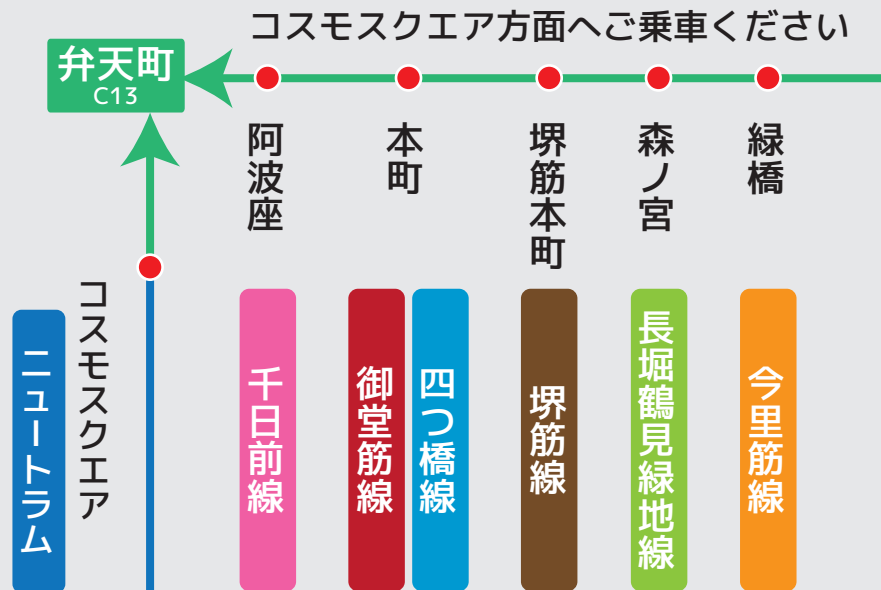 コスモスクエア方面へご乗車ください
弁天町
C13
阿波座
本町
堺筋本町
森ノ宮
緑橋
コスモスクエア
ニュートラム
千日前線
御堂筋線
四つ橋線
堺筋線
長堀鶴見緑地線
今里筋線